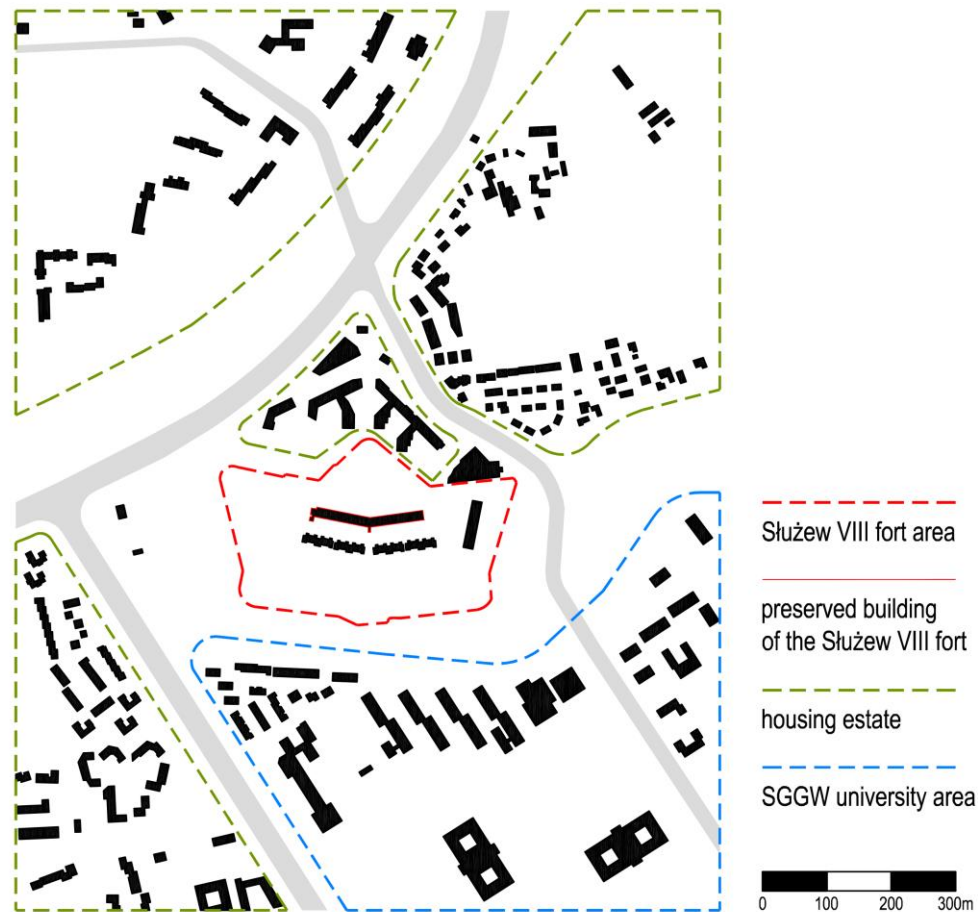 Służew VIII fort area
preserved building
of the Służew VIII fort
housing estate
SGGW university area
0 100 200 300m